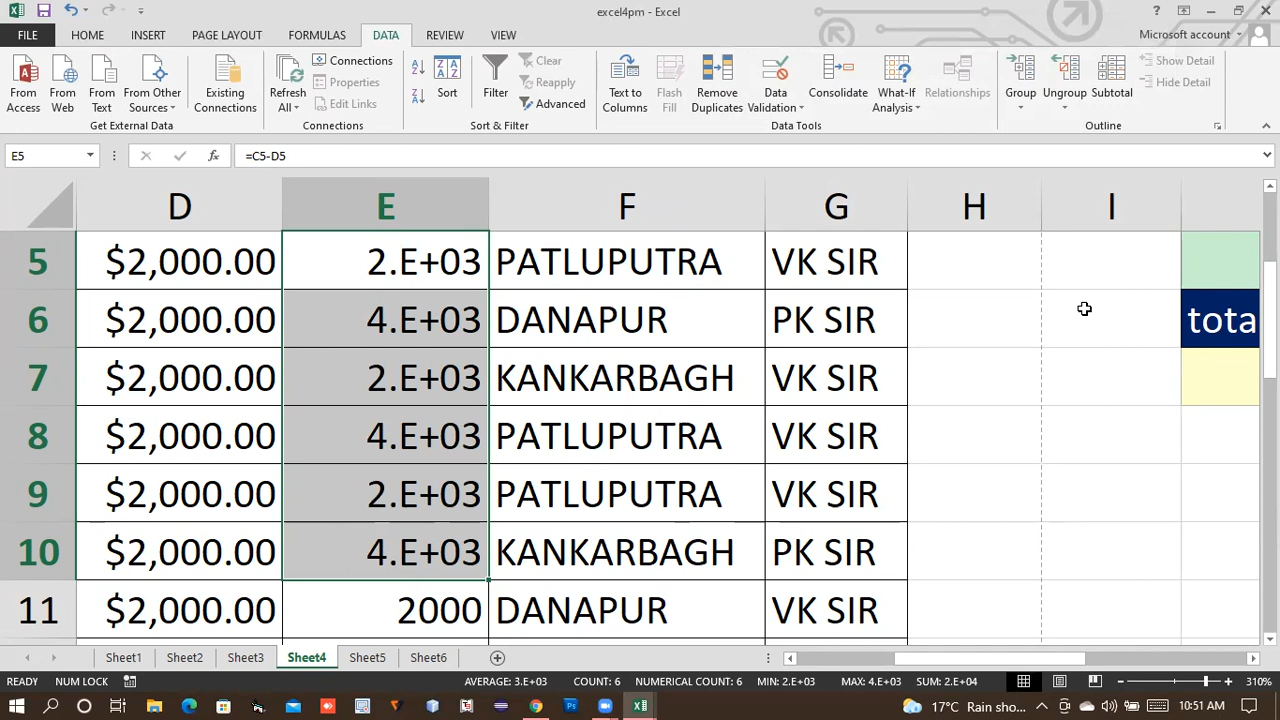 excel4pm - Excel
FILE HOME INSERT PAGE LAYOUT FORMULAS DATA REVIEW VIEW Microsoft account
From Access
From Web
From Text
From Other Sources
Existing Connections
Get External Data
Refresh All
Connections
Properties
Edit Links
Connections
Sort
Filter
Clear
Reapply
Advanced
Sort & Filter
Text to Columns
Flash Fill
Remove Duplicates
Data Validation
Consolidate
What-If Analysis
Relationships
Data Tools
Group
Ungroup
Subtotal
Show Detail
Hide Detail
Outline
E5 fx =C5-D5
D E F G H I
5 $2,000.00 2.E+03 PATLUPUTRA VK SIR
6 $2,000.00 4.E+03 DANAPUR PK SIR tota
7 $2,000.00 2.E+03 KANKARBAGH VK SIR
8 $2,000.00 4.E+03 PATLUPUTRA VK SIR
9 $2,000.00 2.E+03 PATLUPUTRA VK SIR
10 $2,000.00 4.E+03 KANKARBAGH PK SIR
11 $2,000.00 2000 DANAPUR VK SIR
Sheet1 Sheet2 Sheet3 Sheet4 Sheet5 Sheet6
READY NUM LOCK AVERAGE: 3.E+03 COUNT: 6 NUMERICAL COUNT: 6 MIN: 2.E+03 MAX: 4.E+03 SUM: 2.E+04 310%
17°C Rain sho... 10:51 AM